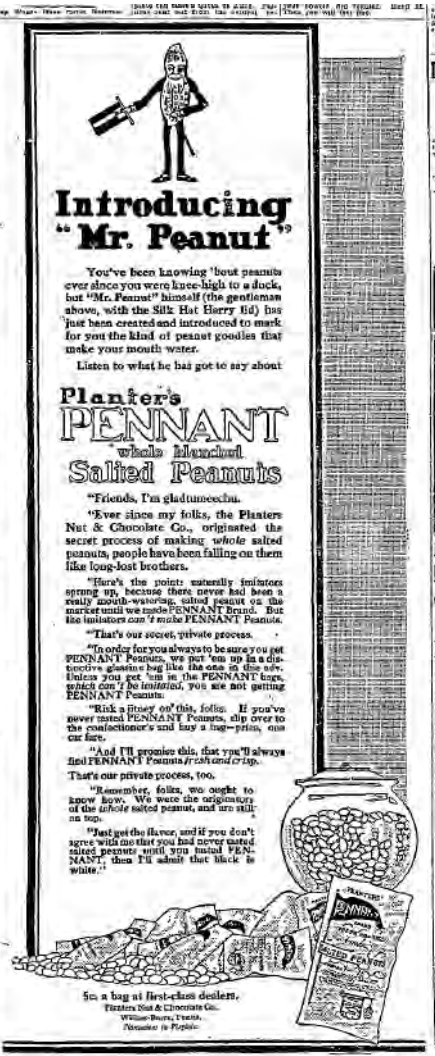 Introducing
"Mr. Peanut"
You've been knowing 'bout peanuts
ever since you were knee-high to a duck,
but "Mr. Peanut" himself (the gentleman
above, with the Silk Hat Harry lid) has
just been created and introduced to mark
for you the kind of peanut goodies that
make your mouth water.
Listen to what he has got to say about
Planter's
PENNANT
whole blanched
Salted Peanuts
"Friends, I'm gladtumeechu.
"Ever since my folks, the Planters
Nut & Chocolate Co., originated the
secret process of making whole salted
peanuts, people have been falling on them
like long-lost brothers.
"Here's the point: naturally imitators
sprung up, because there never had been a
really mouth-watering, salted peanut on the
market until we made PENNANT Brand. But
the imitators can't make PENNANT Peanuts.
"That's our secret, private process.
"In order for you always to be sure you get
PENNANT Peanuts, we put 'em up in a dis-
tinctive glassine bag like the one in this adv.
Unless you get 'em in the PENNANT bags,
which can't be imitated, you are not getting
PENNANT Peanuts.
"Risk a jitney on this, folks. If you've
never tasted PENNANT Peanuts, slip over to
the confectioner's and buy a bag—price, one
car fare.
"And I'll promise this, that you'll always
find PENNANT Peanuts fresh and crisp.
That's our private process, too.
"Remember, folks, we ought to
know how. We were the originators
of the whole salted peanut, and are still
on top.
"Just get the flavor, and if you don't
agree with me that you had never tasted
salted peanuts until you tasted PEN-
NANT, then I'll admit that black is
white."
PLANTERS
PENNANT
SALTED PEANUTS
5c. a bag at first-class dealers.
Planters Nut & Chocolate Co.
Wilkes-Barre, Penna.